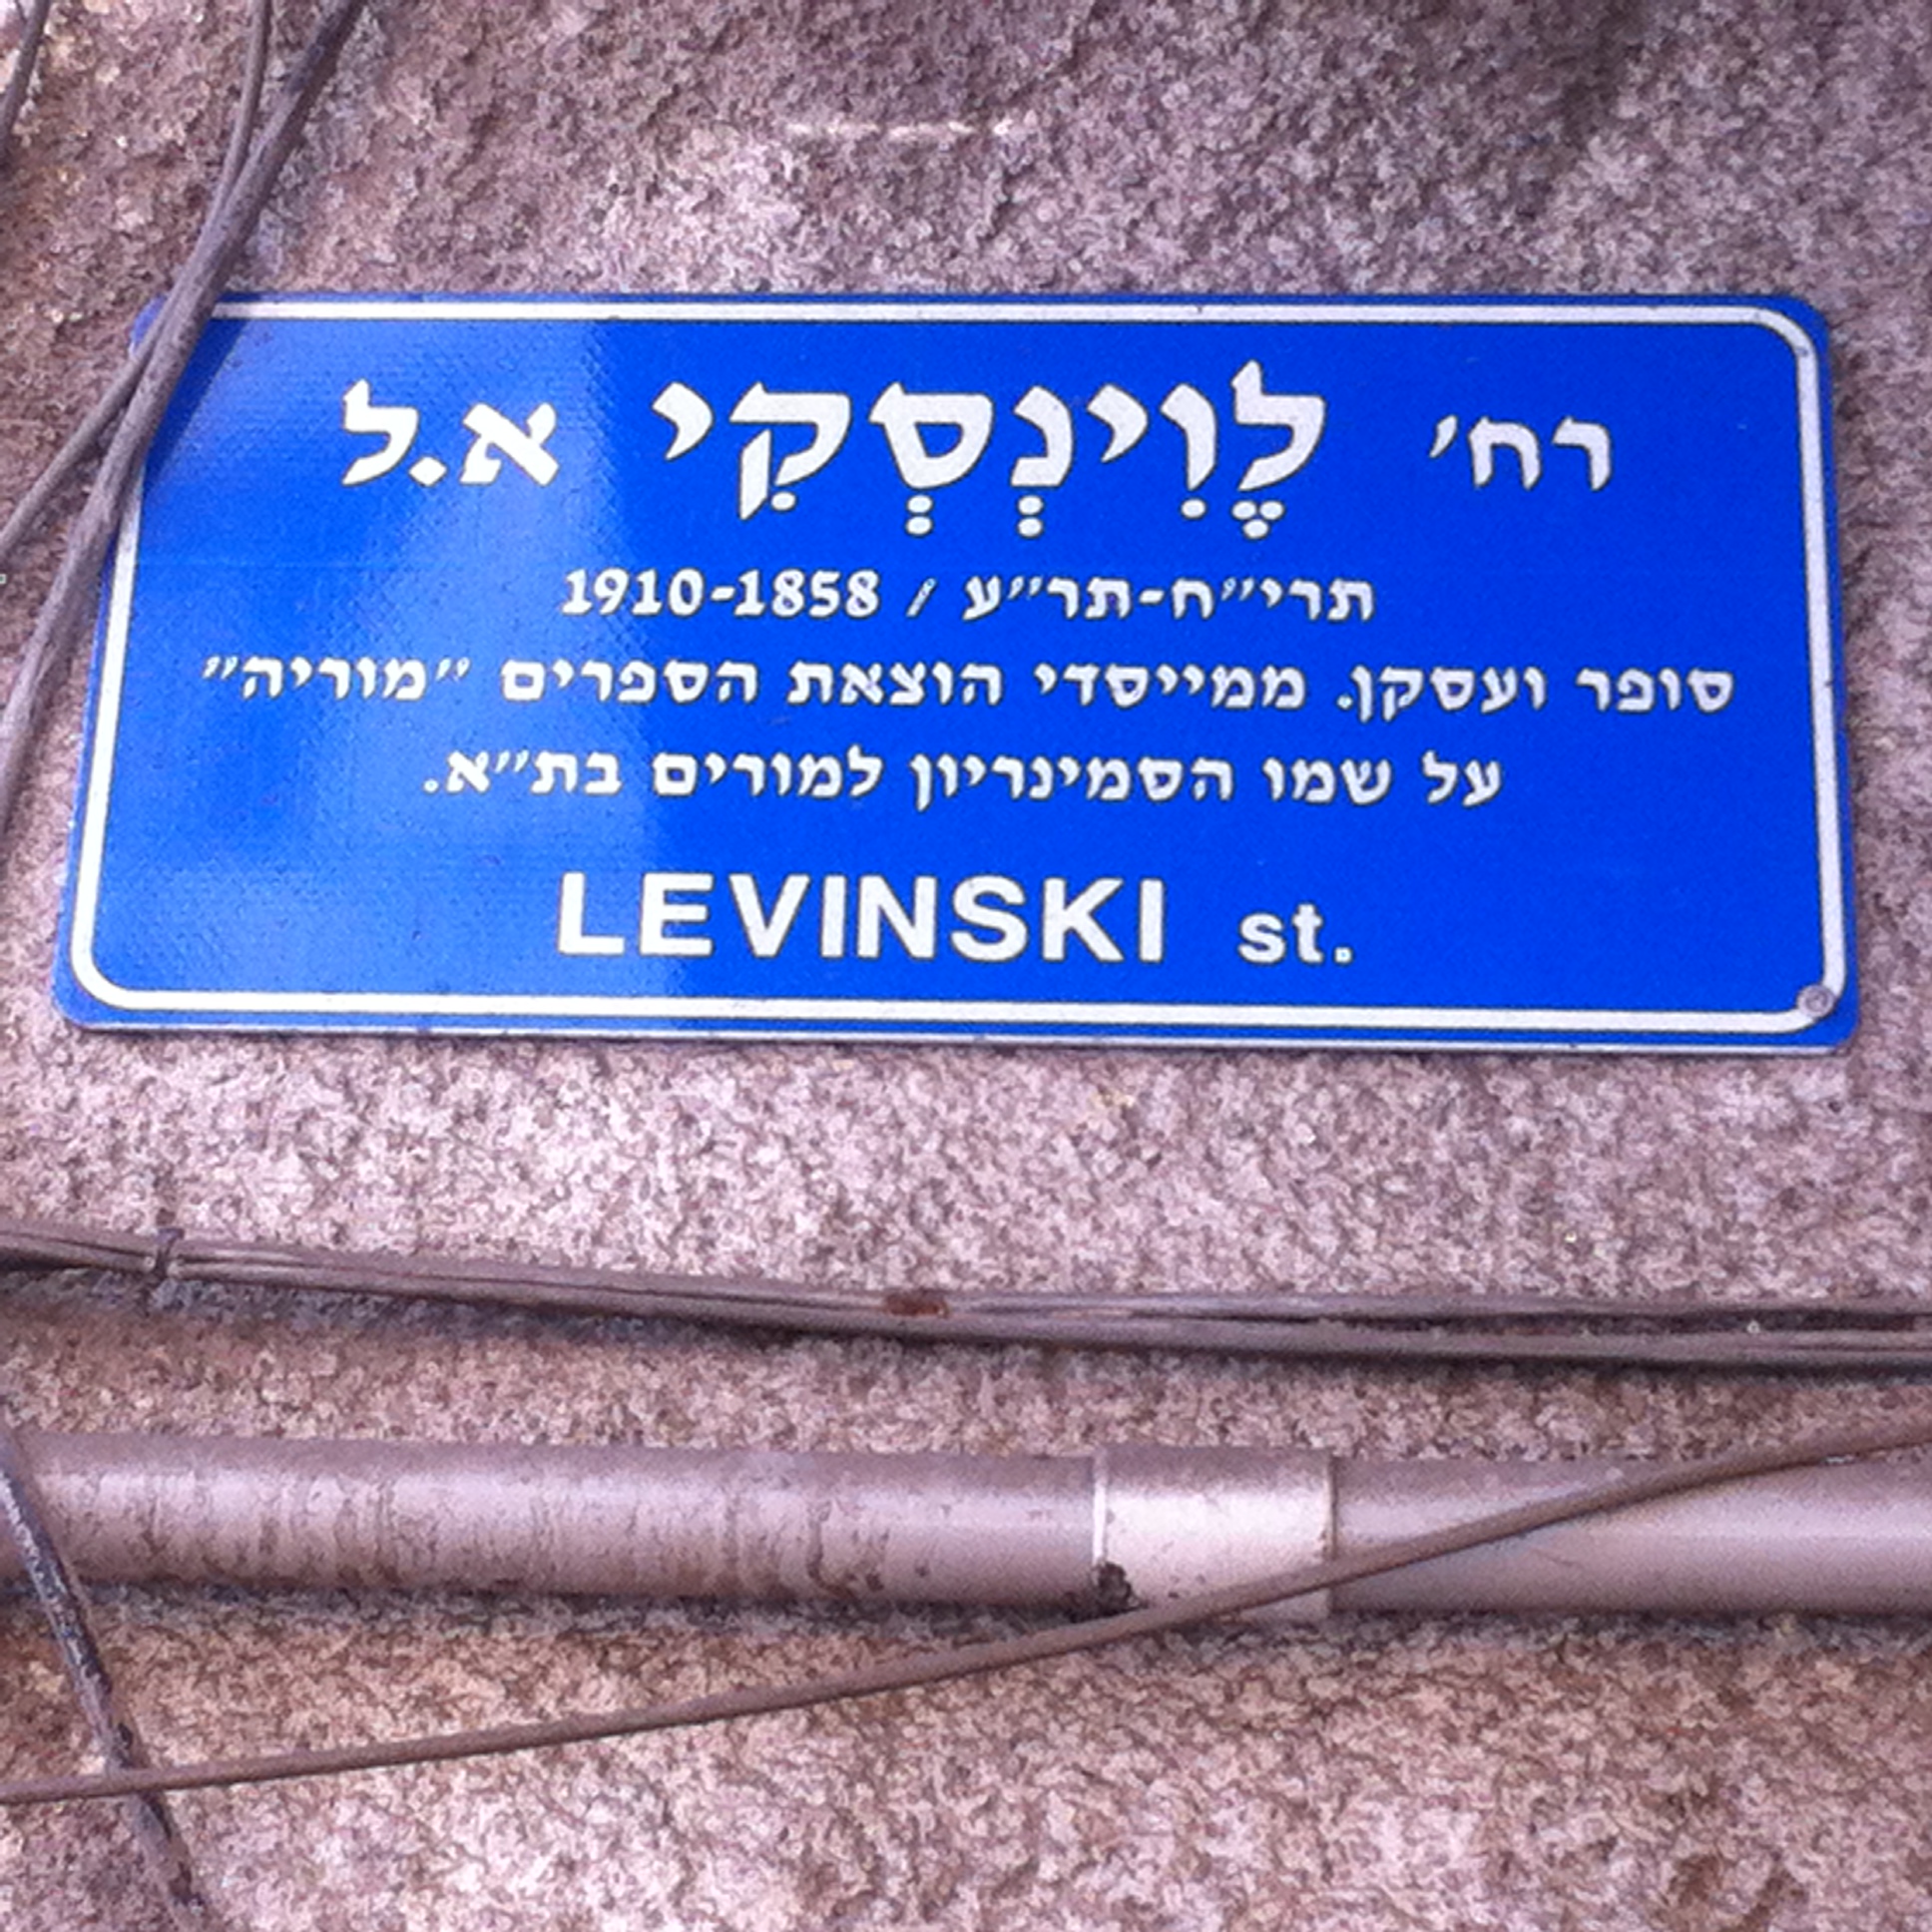 רח' לֶוִינְסְקִי א.ל
תרי"ח-תר"ע / 1910-1858
סופר ועסקן. ממייסדי הוצאת הספרים "מוריה"
על שמו הסמינריון למורים בת"א.
LEVINSKI st.